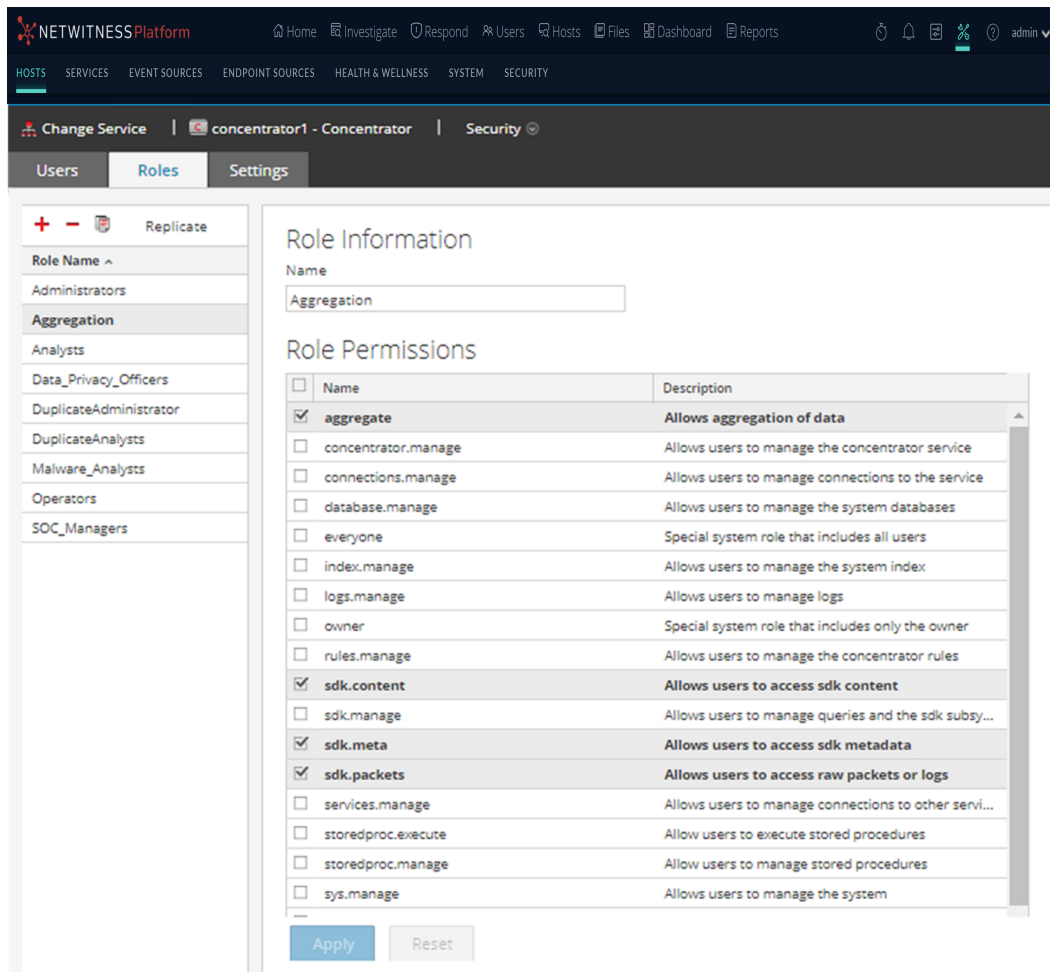 NETWITNESS Platform Home Investigate Respond Users Hosts Files Dashboard Reports admin
HOSTS SERVICES EVENT SOURCES ENDPOINT SOURCES HEALTH & WELLNESS SYSTEM SECURITY
Change Service | concentrator1 - Concentrator | Security
Users Roles Settings
Replicate
Role Name
Administrators
Aggregation
Analysts
Data_Privacy_Officers
DuplicateAdministrator
DuplicateAnalysts
Malware_Analysts
Operators
SOC_Managers
Role Information
Name
Aggregation
Role Permissions
Name Description
aggregate Allows aggregation of data
concentrator.manage Allows users to manage the concentrator service
connections.manage Allows users to manage connections to the service
database.manage Allows users to manage the system databases
everyone Special system role that includes all users
index.manage Allows users to manage the system index
logs.manage Allows users to manage logs
owner Special system role that includes only the owner
rules.manage Allows users to manage the concentrator rules
sdk.content Allows users to access sdk content
sdk.manage Allows users to manage queries and the sdk subsy...
sdk.meta Allows users to access sdk metadata
sdk.packets Allows users to access raw packets or logs
services.manage Allows users to manage connections to other servi...
storedproc.execute Allow users to execute stored procedures
storedproc.manage Allow users to manage stored procedures
sys.manage Allows users to manage the system
Apply Reset